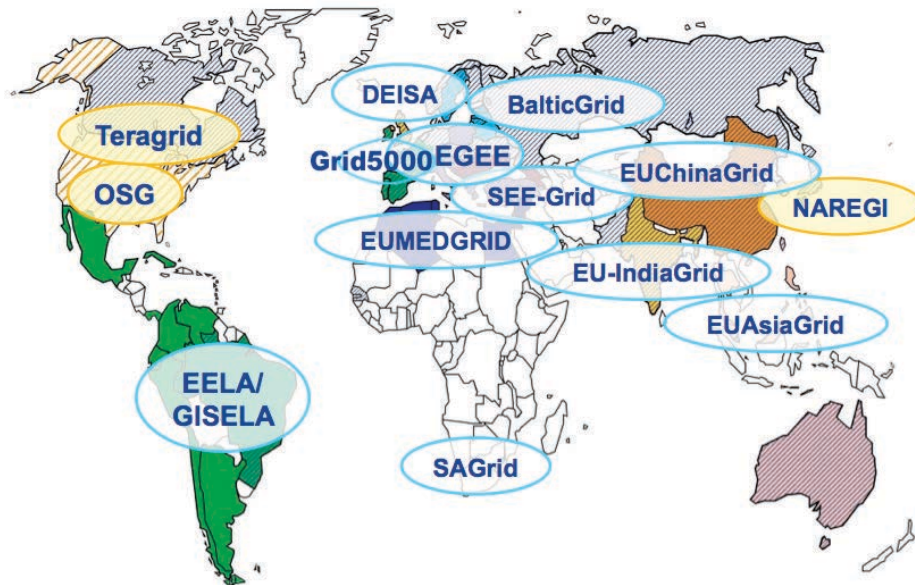 DEISA
BalticGrid
Teragrid
Grid5000
EGEE
EUChinaGrid
OSG
SEE-Grid
NAREGI
EUMEDGRID
EU-IndiaGrid
EUAsiaGrid
EELA/
GISELA
SAGrid